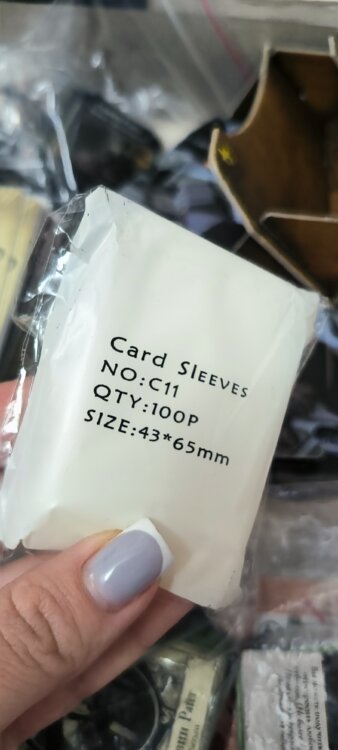 Card Sleeves
NO:C11
QTY:100P
SIZE:43*65mm